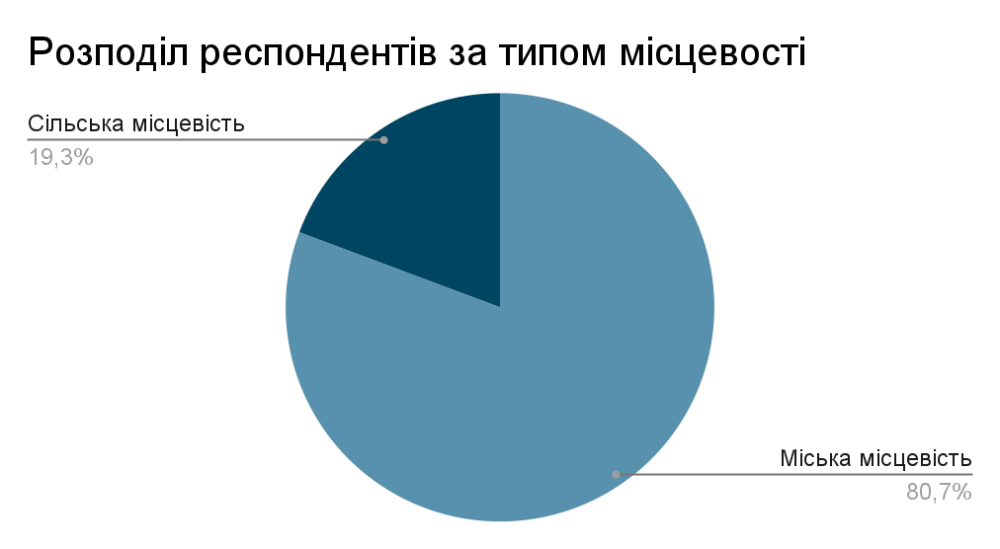 Розподіл респондентів за типом місцевості
Сільська місцевість
19,3%
Міська місцевість
80,7%